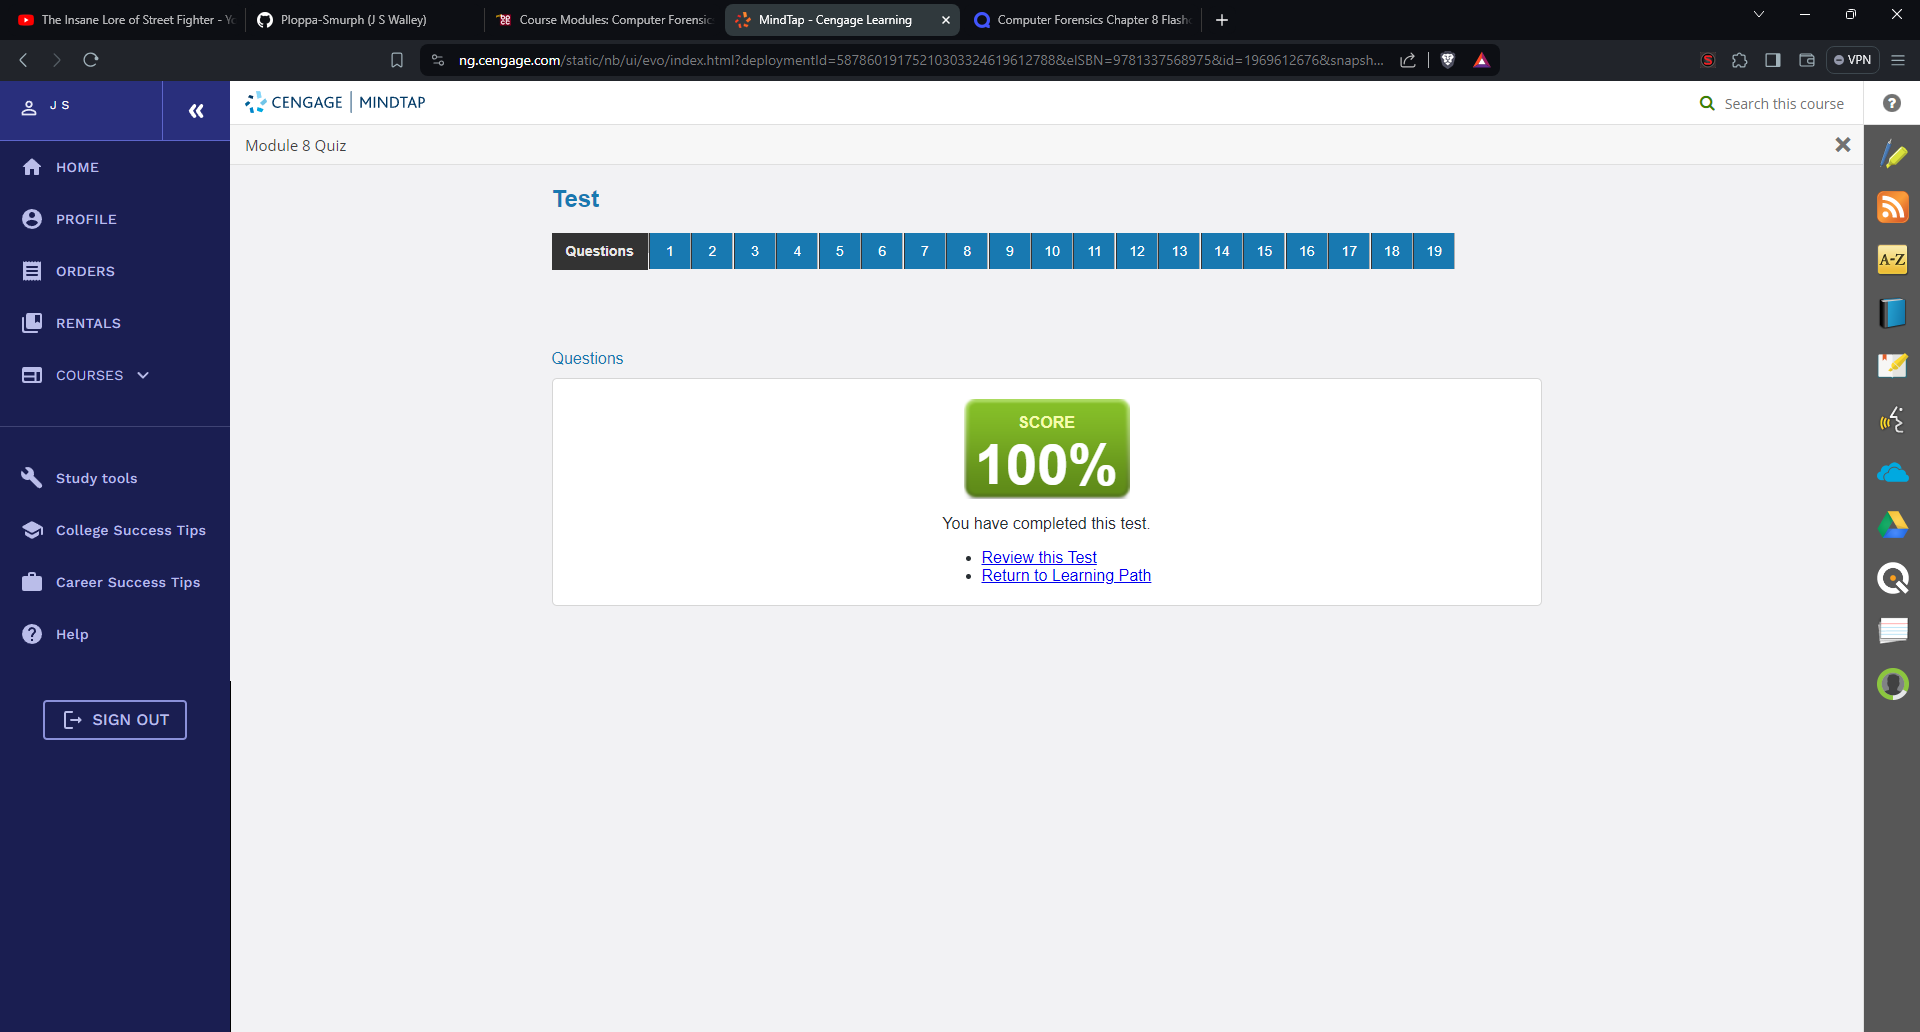 The Insane Lore of Street Fighter - Yo
Ploppa-Smurph (J S Walley)
Course Modules: Computer Forensic
MindTap - Cengage Learning
Computer Forensics Chapter 8 Flash
ng.cengage.com/static/nb/ui/evo/index.html?deploymentId=5878601917521030332461961​2788&eISBN=9781337568975&id=1969612676&snapsh...
VPN
J S
«
CENGAGE | MINDTAP
Search this course
Module 8 Quiz
HOME
PROFILE
ORDERS
RENTALS
COURSES
Study tools
College Success Tips
Career Success Tips
Help
SIGN OUT
Test
Questions 1 2 3 4 5 6 7 8 9 10 11 12 13 14 15 16 17 18 19
Questions
SCORE
100%
You have completed this test.
Review this Test
Return to Learning Path
A-Z